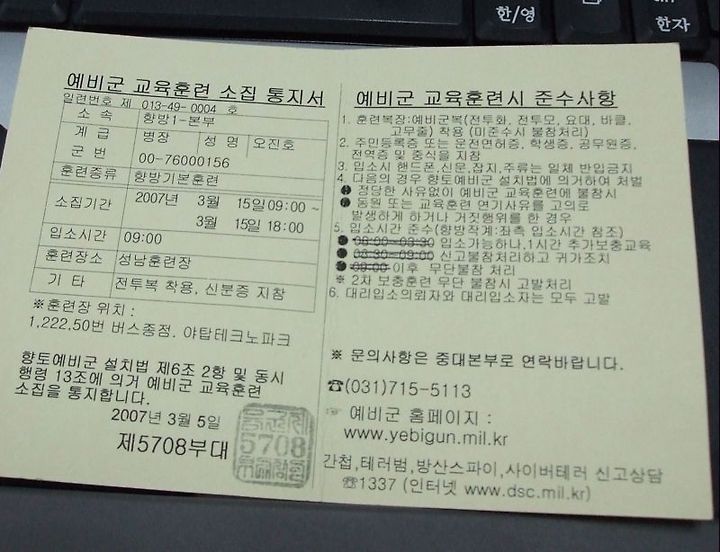 한/영
한자
예비군 교육훈련 소집 통지서
일련번호 제 013-49-0004 호
소 속 향방1-본부
계 급 병장 성 명 오진호
군 번 00-76000156
훈련종류 향방기본훈련
소집기간 2007년 3월 15일 09:00 ~
3월 15일 18:00
입소시간 09:00
훈련장소 성남훈련장
기 타 전투복 착용, 신분증 지참
※훈련장 위치 :
1,222.50번 버스종점. 야탑테크노파크
향토예비군 설치법 제6조 2항 및 동시
행령 13조에 의거 예비군 교육훈련
소집을 통지합니다.
2007년 3월 5일
제5708부대
5708
예비군 교육훈련시 준수사항
1. 훈련복장:예비군복(전투화, 전투모, 요대, 바클,
고무줄) 착용 (미준수시 불참처리)
2. 주민등록증 또는 운전면허증, 학생증, 공무원증,
전역증 및 중식을 지참
3. 입소시 핸드폰,신문,잡지,주류는 일체 반입금지
4. 다음의 경우 향토예비군 설치법에 의거하여 처벌
정당한 사유없이 예비군 교육훈련에 불참시
동원 또는 교육훈련 연기사유를 고의로
발생하게 하거나 거짓행위를 한 경우
5. 입소시간 준수(향방작계:좌측 입소시간 참조)
08:00~08:30 입소가능하나,1시간 추가보충교육
08:30~09:00 신고불참처리하고 귀가조치
09:00 이후 무단불참 처리
※ 2차 보충훈련 무단 불참시 고발처리
6. 대리입소의뢰자와 대리입소자는 모두 고발
※ 문의사항은 중대본부로 연락바랍니다.
☎(031)715-5113
☞ 예비군 홈페이지 :
www.yebigun.mil.kr
간첩,테러범,방산스파이,사이버테러 신고상담
☎1337 (인터넷 www.dsc.mil.kr)